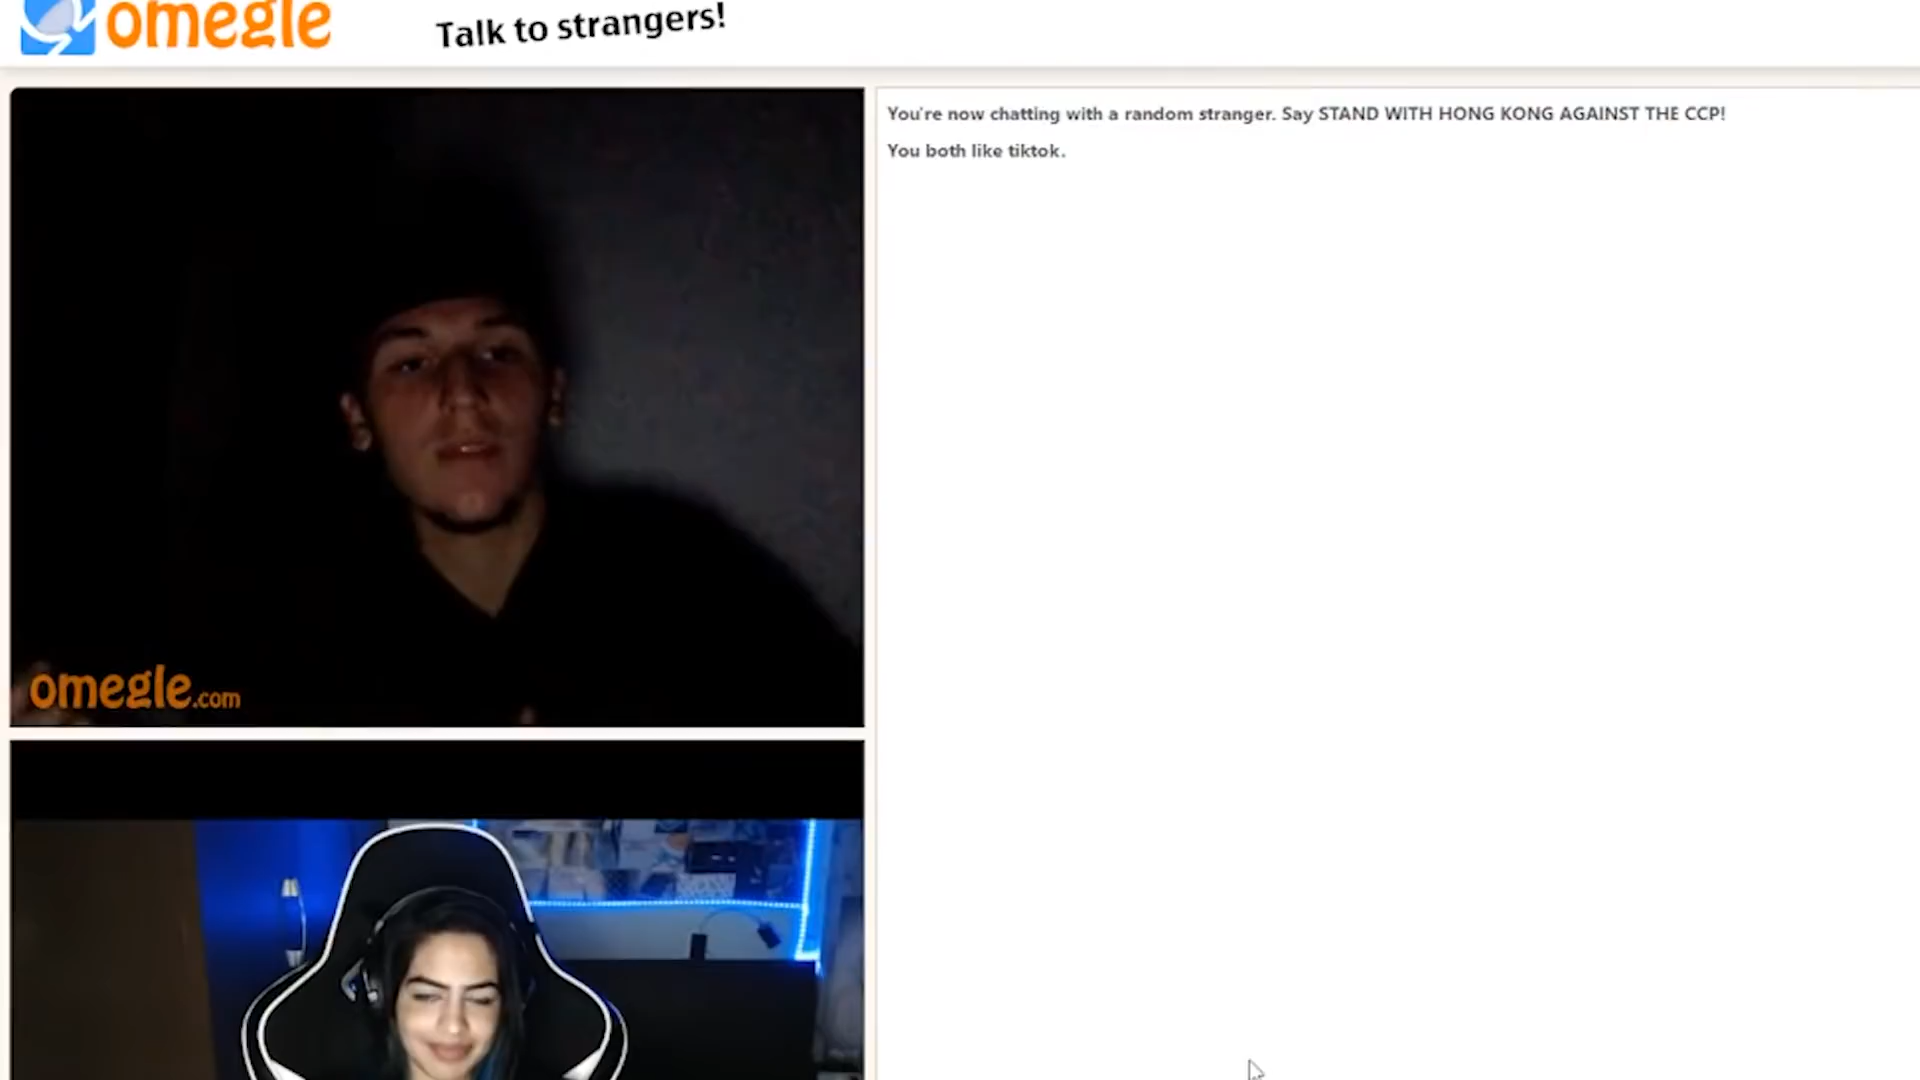 omegle
Talk to strangers!
You're now chatting with a random stranger. Say STAND WITH HONG KONG AGAINST THE CCP!
You both like tiktok.
omegle.com